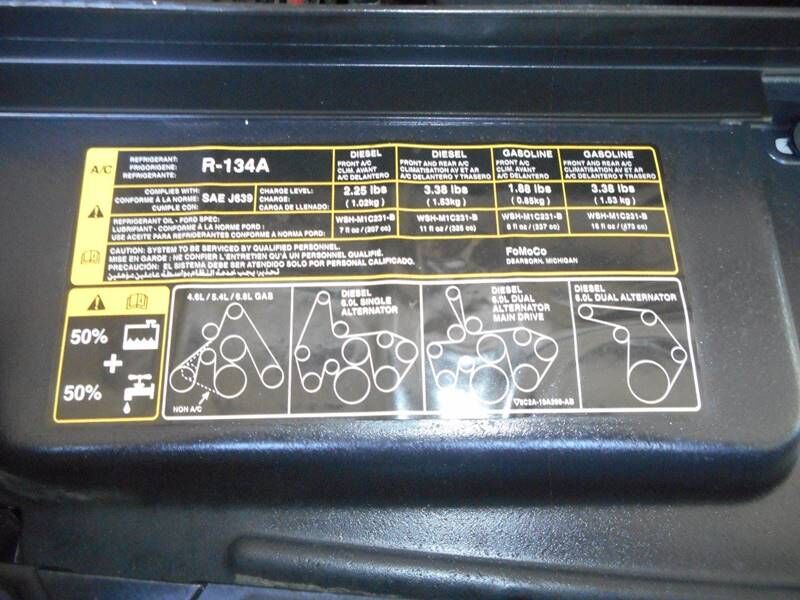 A/C
REFRIGERANT:
FRIGORIGENE:
REFRIGERANTE:
R-134A
DIESEL
FRONT A/C
CLIM. AVANT
A/C DELANTERO
DIESEL
FRONT AND REAR A/C
CLIMATISATION AV ET AR
A/C DELANTERO Y TRASERO
GASOLINE
FRONT A/C
CLIM. AVANT
A/C DELANTERO
GASOLINE
FRONT AND REAR A/C
CLIMATISATION AV ET AR
A/C DELANTERO Y TRASERO
COMPLIES WITH:
CONFORME À LA NORME:
CUMPLE CON:
SAE J639
CHARGE LEVEL:
CHARGE:
CARGA DE LLENADO:
2.25 lbs
(1.02kg)
3.38 lbs
(1.53kg)
1.88 lbs
(0.85kg)
3.38 lbs
(1.53 kg)
REFRIGERANT OIL - FORD SPEC:
LUBRIFIANT - CONFORME À LA NORME FORD :
USE ACEITE PARA REFRIGERANTES CONFORME A NORMA FORD:
WSH-M1C231-B
7 fl oz (207 cc)
WSH-M1C231-B
11 fl oz (325 cc)
WSH-M1C231-B
8 fl oz (237 cc)
WSH-M1C231-B
16 fl oz (473 cc)
CAUTION: SYSTEM TO BE SERVICED BY QUALIFIED PERSONNEL.
MISE EN GARDE : NE CONFIER L'ENTRETIEN QU'À UN PERSONNEL QUALIFIÉ.
PRECAUCIÓN: EL SISTEMA DEBE SER ATENDIDO SOLO POR PERSONAL CALIFICADO.
FoMoCo
DEARBORN, MICHIGAN
50%
+
50%
4.6L / 5.4L / 6.8L GAS
NON A/C
DIESEL
6.0L SINGLE
ALTERNATOR
DIESEL
6.0L DUAL
ALTERNATOR
MAIN DRIVE
DIESEL
6.0L DUAL ALTERNATOR